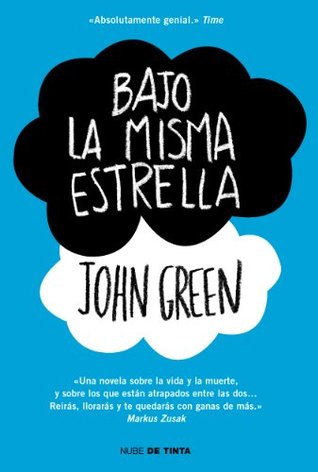 «Absolutamente genial.» Time
BAJO
LA MISMA
ESTRELLA
JOHN GREEN
«Una novela sobre la vida y la muerte,
y sobre los que están atrapados entre las dos...
Reirás, llorarás y te quedarás con ganas de más.»
Markus Zusak
NUBE DE TINTA